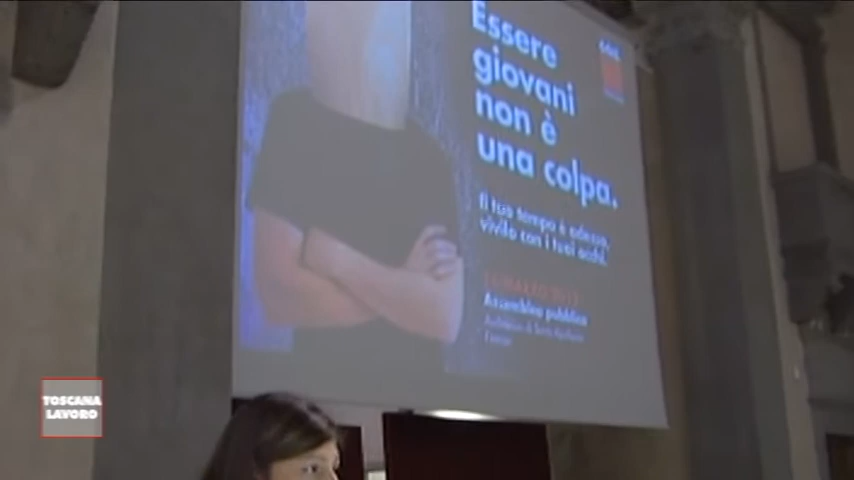 Essere
giovani
non è
una colpa.
Il tuo tempo è adesso,
vivilo con i tuoi occhi.
Assemblea pubblica
TOSCANA
LAVORO